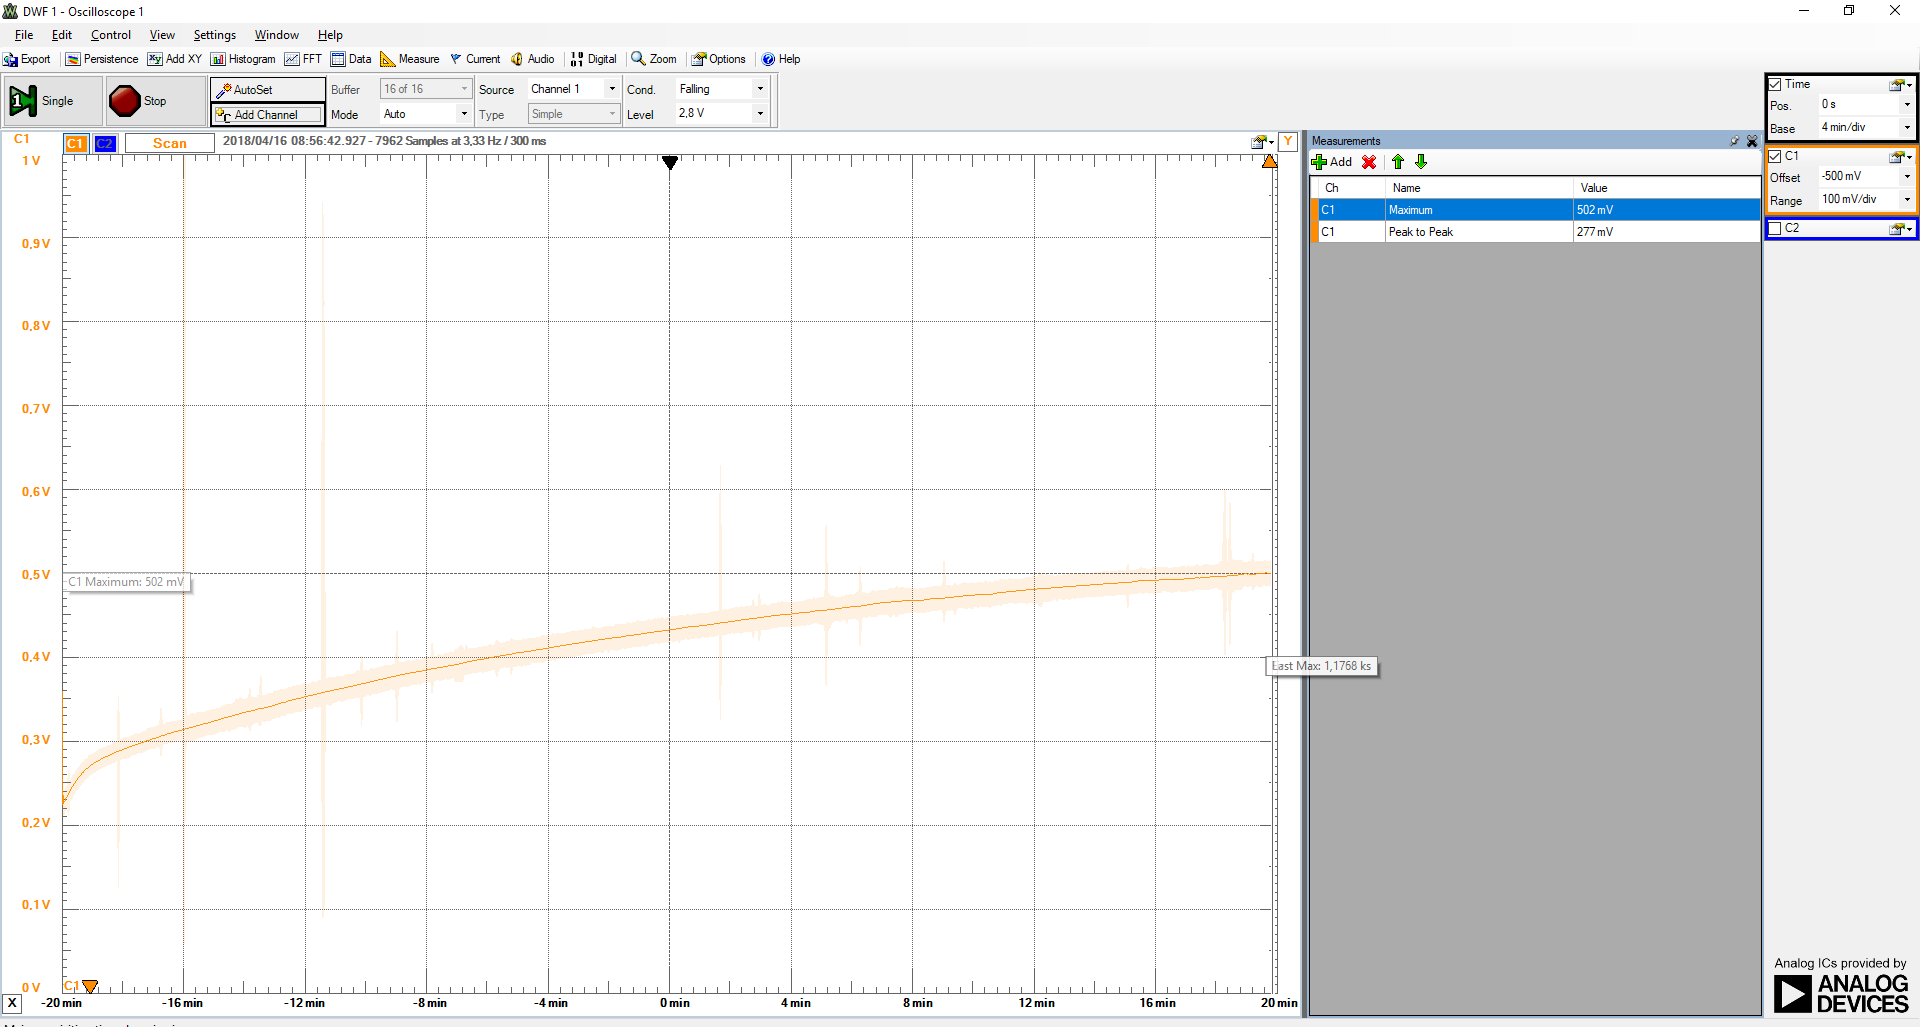 DWF 1 - Oscilloscope 1
File Edit Control View Settings Window Help
Export Persistence Add XY Histogram FFT Data Measure Current Audio Digital Zoom Options Help
Single Stop AutoSet Buffer 16 of 16 Source Channel 1 Cond. Falling
Add Channel Mode Auto Type Simple Level 2,8 V
C1 C1 C2 Scan 2018/04/16 08:56:42.927 - 7962 Samples at 3,33 Hz / 300 ms Y
1 V
0,9 V
0,8 V
0,7 V
0,6 V
0,5 V
C1 Maximum: 502 mV
0,4 V
East Max: 1,1768 ks
0,3 V
0,2 V
0,1 V
0 V C1
X -20 min -16 min -12 min -8 min -4 min 0 min 4 min 8 min 12 min 16 min 20 min
Measurements
Add
Ch Name Value
C1 Maximum 502 mV
C1 Peak to Peak 277 mV
Time
Pos. 0 s
Base 4 min/div
C1
Offset -500 mV
Range 100 mV/div
C2
Analog ICs provided by
ANALOG
DEVICES